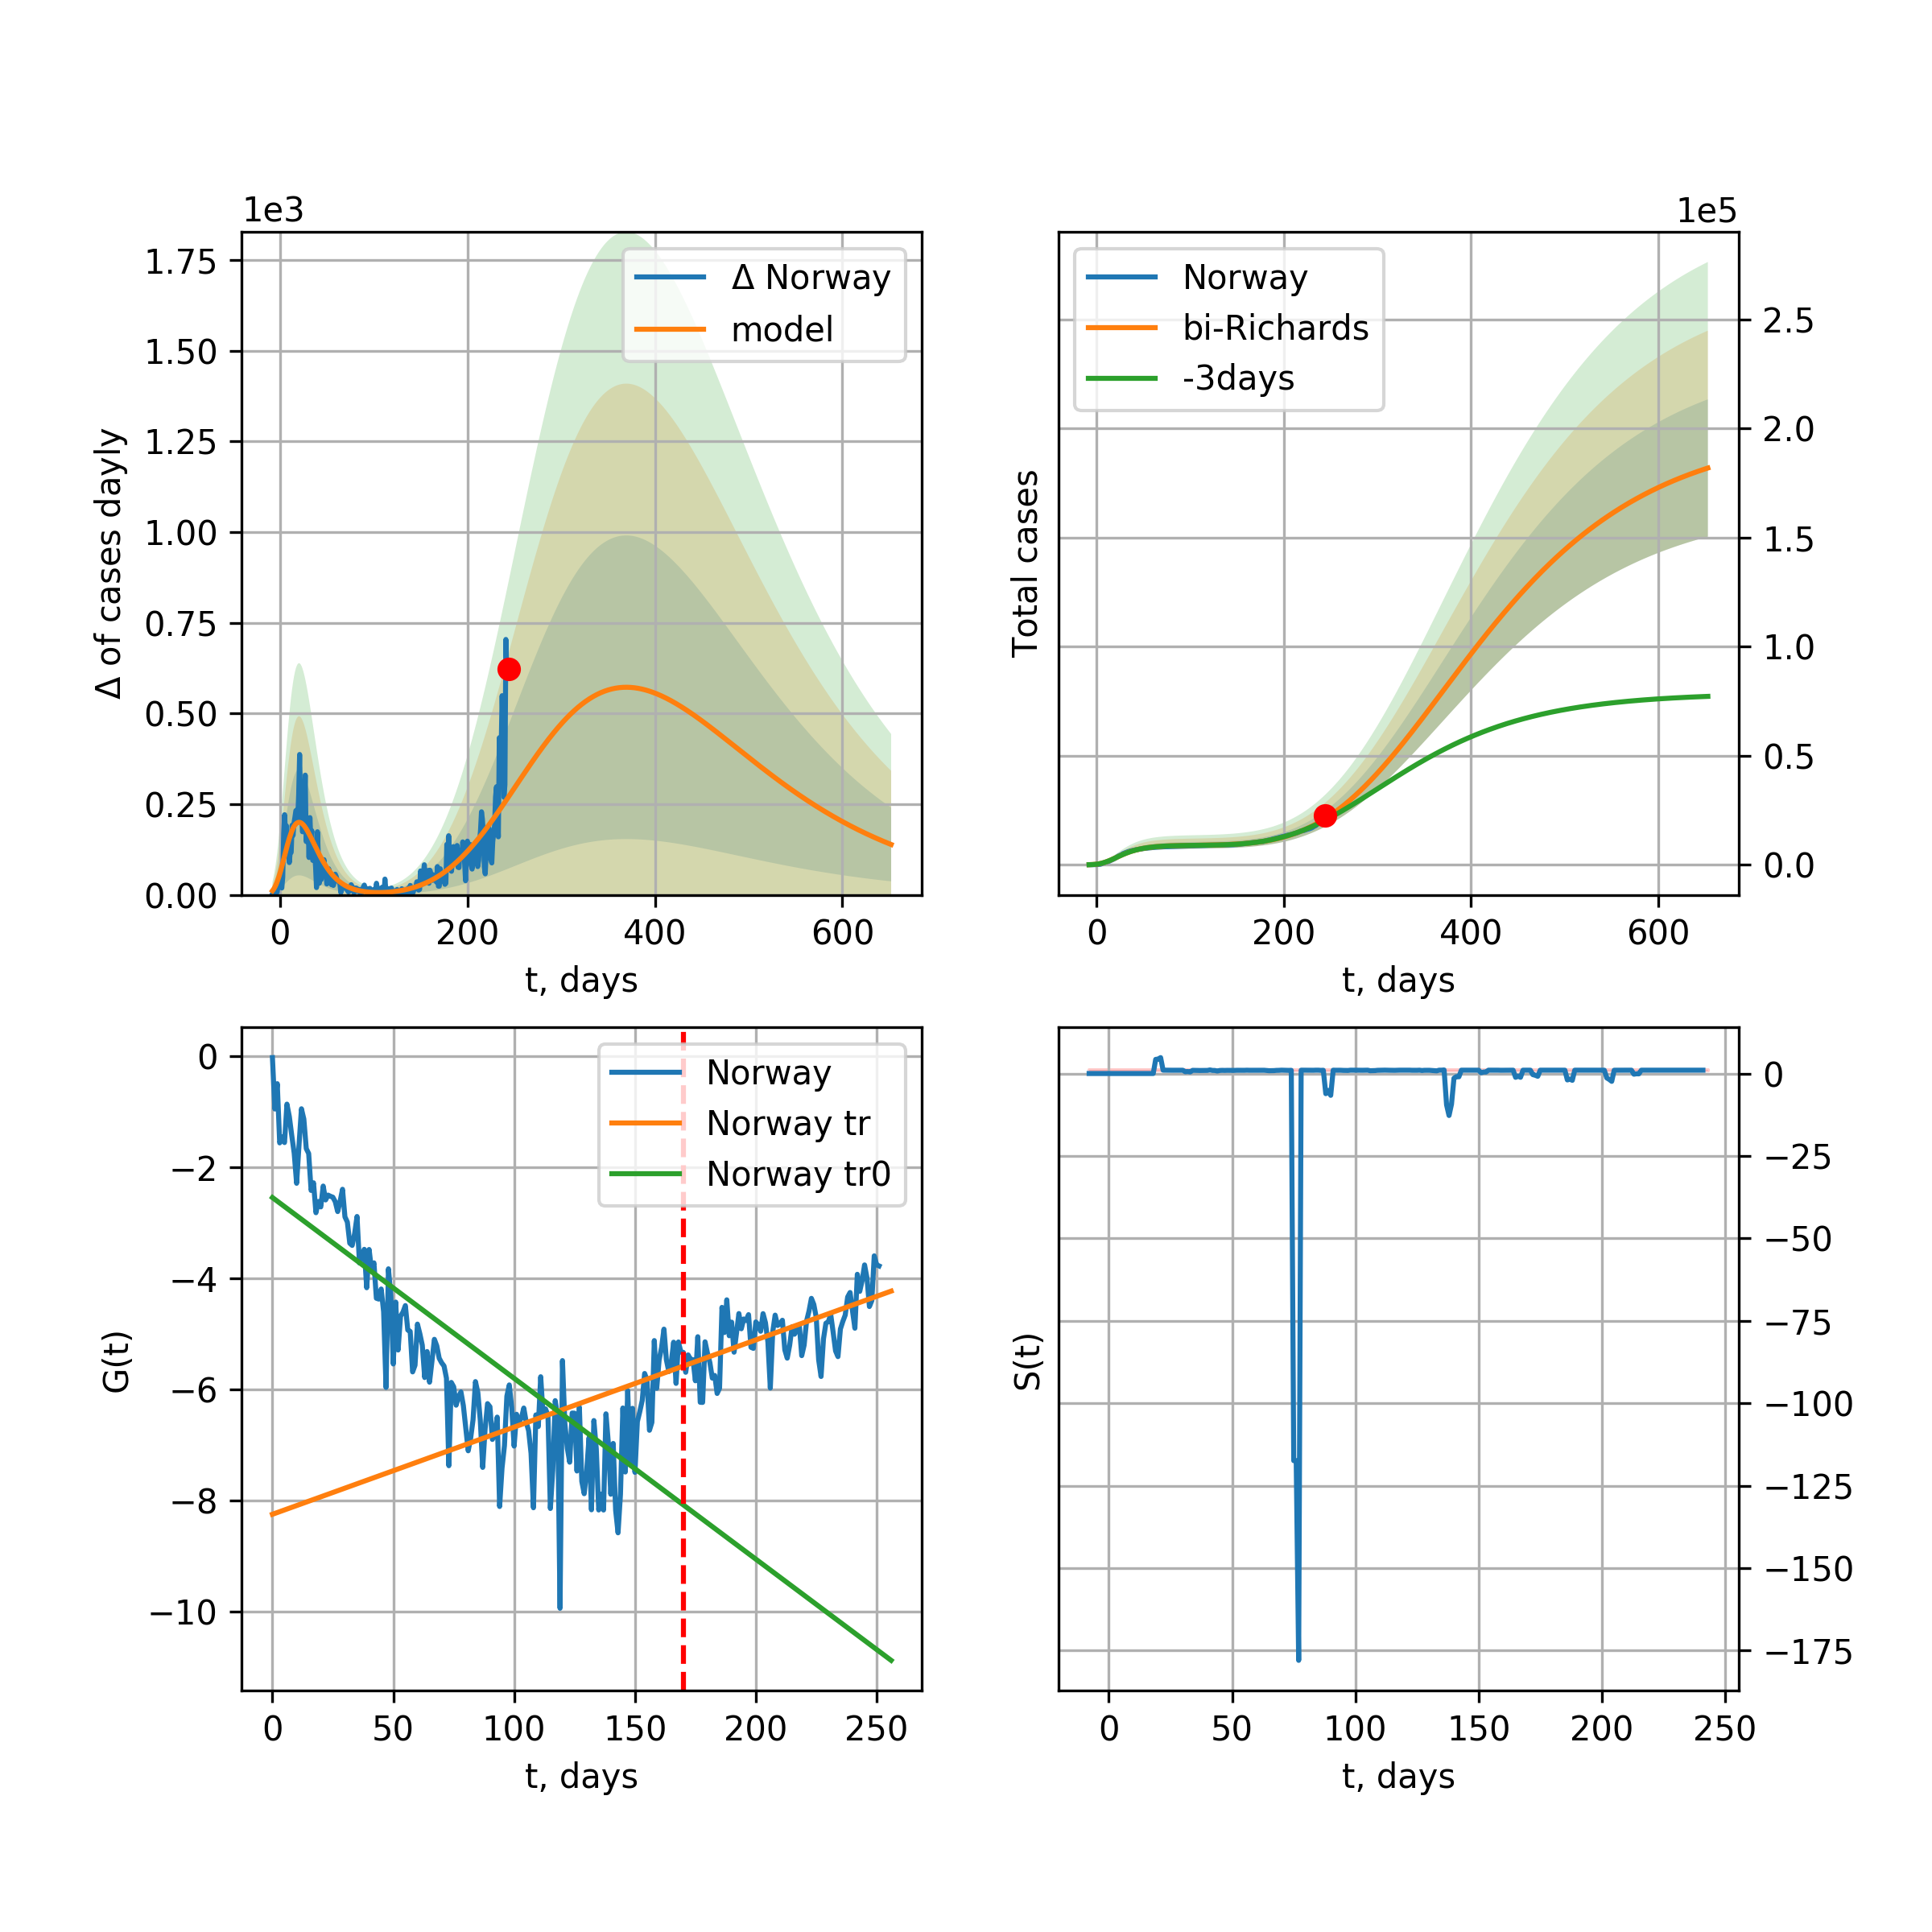 1e3
1.75
1.50
1.25
1.00
0.75
0.50
0.25
0.00
Δ of cases dayly
Δ Norway
model
0 200 400 600
t, days
1e5
Norway
bi-Richards
-3days
Total cases
2.5
2.0
1.5
1.0
0.5
0.0
0 200 400 600
t, days
0
−2
−4
−6
−8
−10
G(t)
Norway
Norway tr
Norway tr0
0 50 100 150 200 250
t, days
S(t)
0
−25
−50
−75
−100
−125
−150
−175
0 50 100 150 200 250
t, days